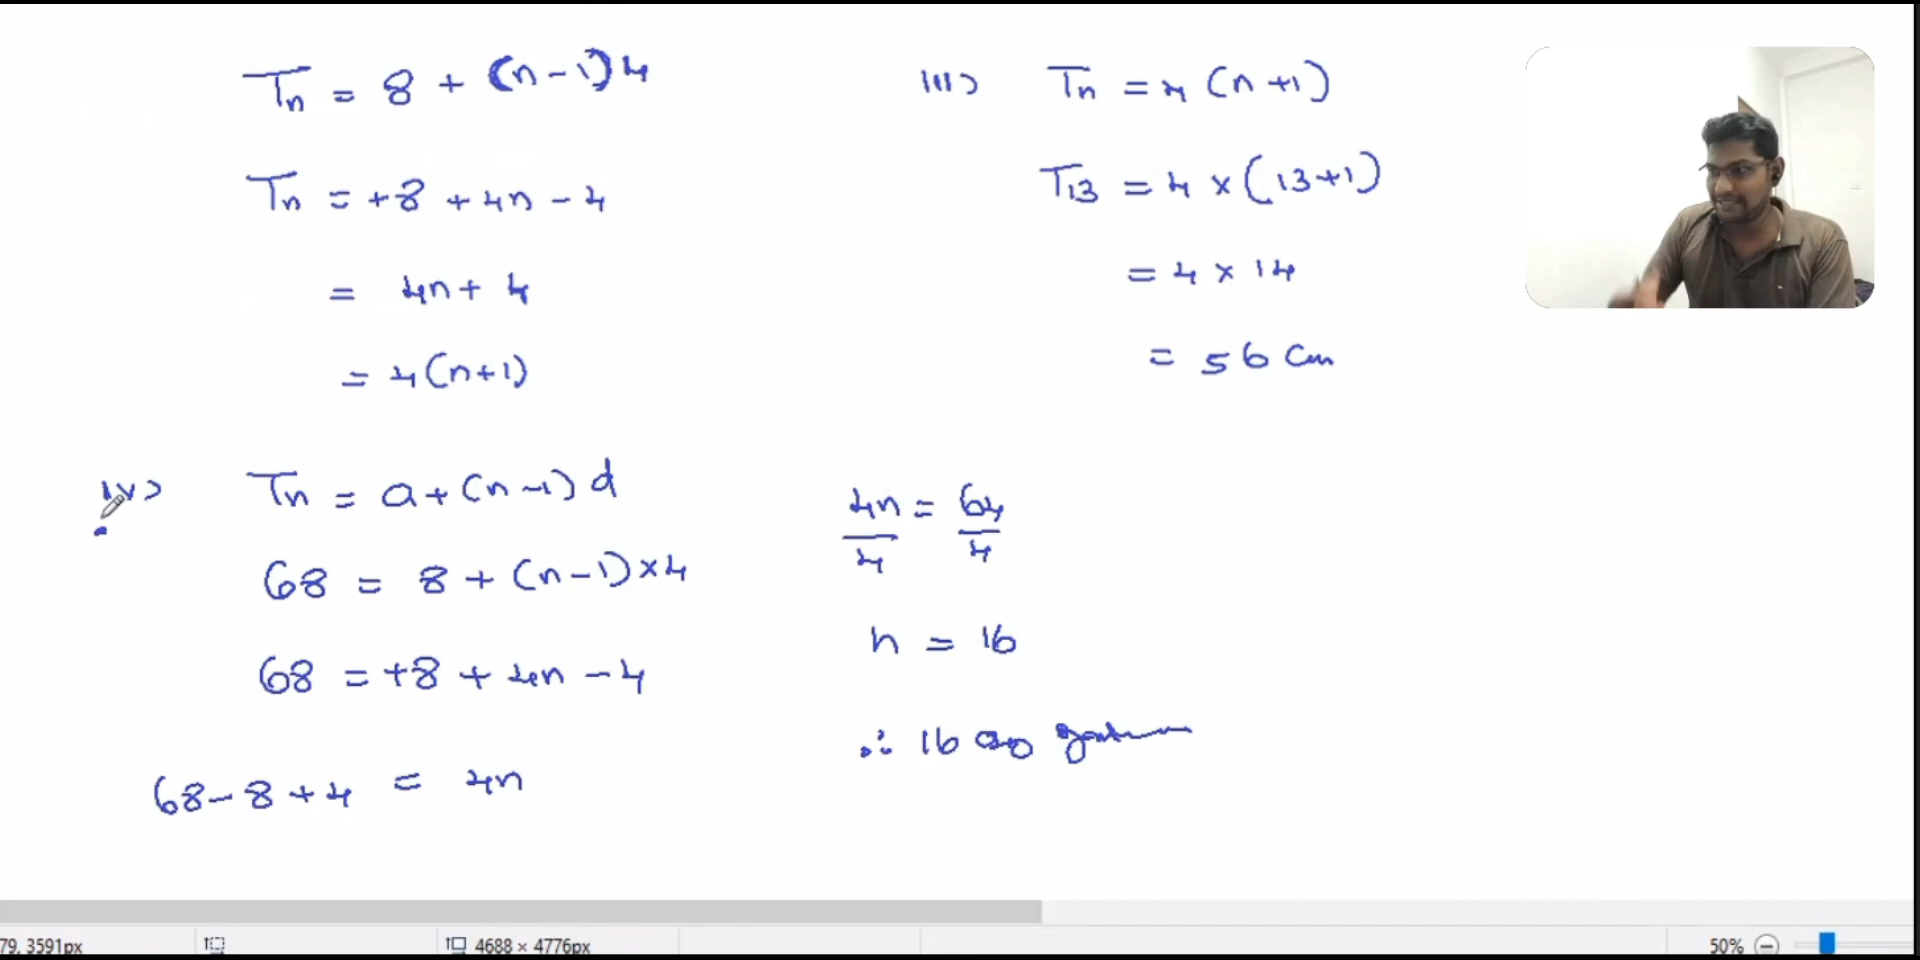 Tn = 8 + (n-1)4
Tn = +8 + 4n - 4
= 4n + 4
= 4(n+1)
iii) Tn = 4(n+1)
T13 = 4 × (13+1)
= 4 × 14
= 56 cm
iv) Tn = a + (n-1)d
68 = 8 + (n-1)×4
68 = +8 + 4n - 4
68 - 8 + 4 = 4n
4n/4 = 64/4
n = 16
∴ 16
79, 3591px 4688 × 4776px 50%